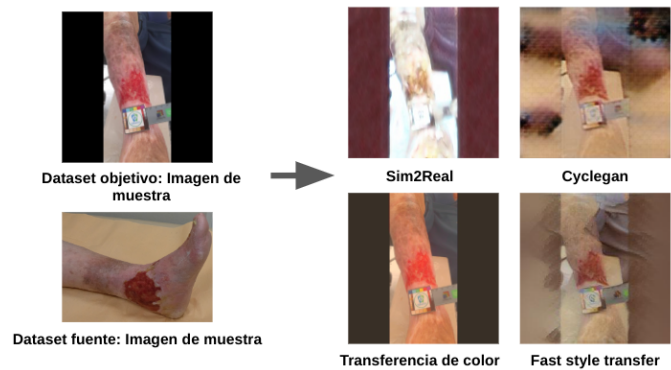 Dataset objetivo: Imagen de
muestra
Sim2Real
Cyclegan
Dataset fuente: Imagen de muestra
Transferencia de color
Fast style transfer